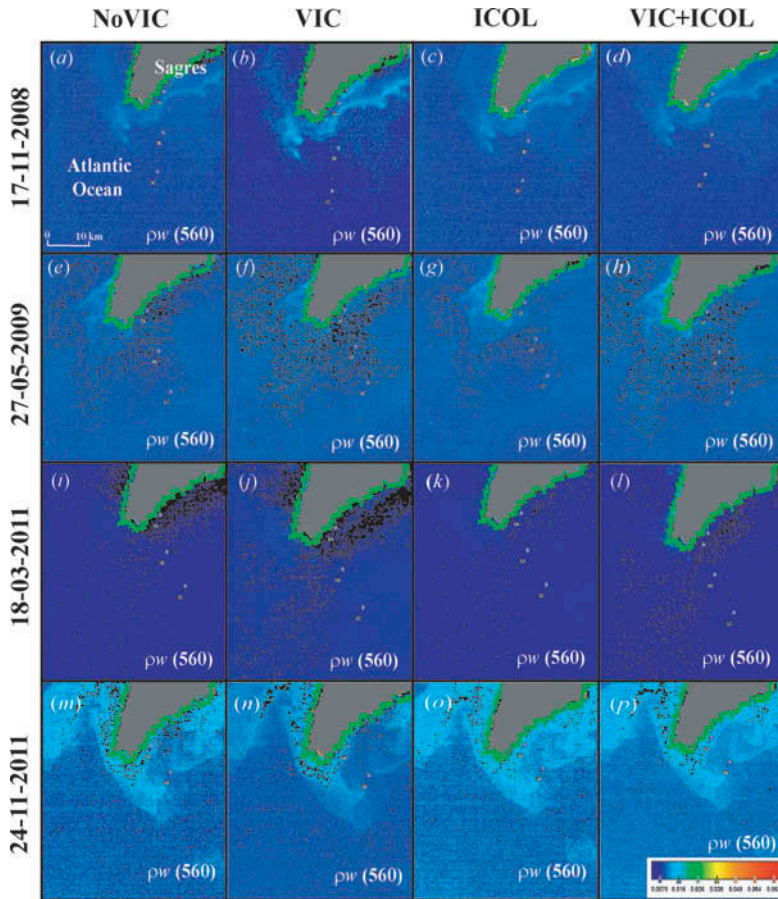 NoVIC VIC ICOL VIC+ICOL
17-11-2008
(a) (b) (c) (d)
Sagres
Atlantic
Ocean
0 10 km
ρw (560) ρw (560) ρw (560) ρw (560)
27-05-2009
(e) (f) (g) (h)
ρw (560) ρw (560) ρw (560) ρw (560)
18-03-2011
(i) (j) (k) (l)
ρw (560) ρw (560) ρw (560) ρw (560)
24-11-2011
(m) (n) (o) (p)
ρw (560) ρw (560) ρw (560) ρw (560)